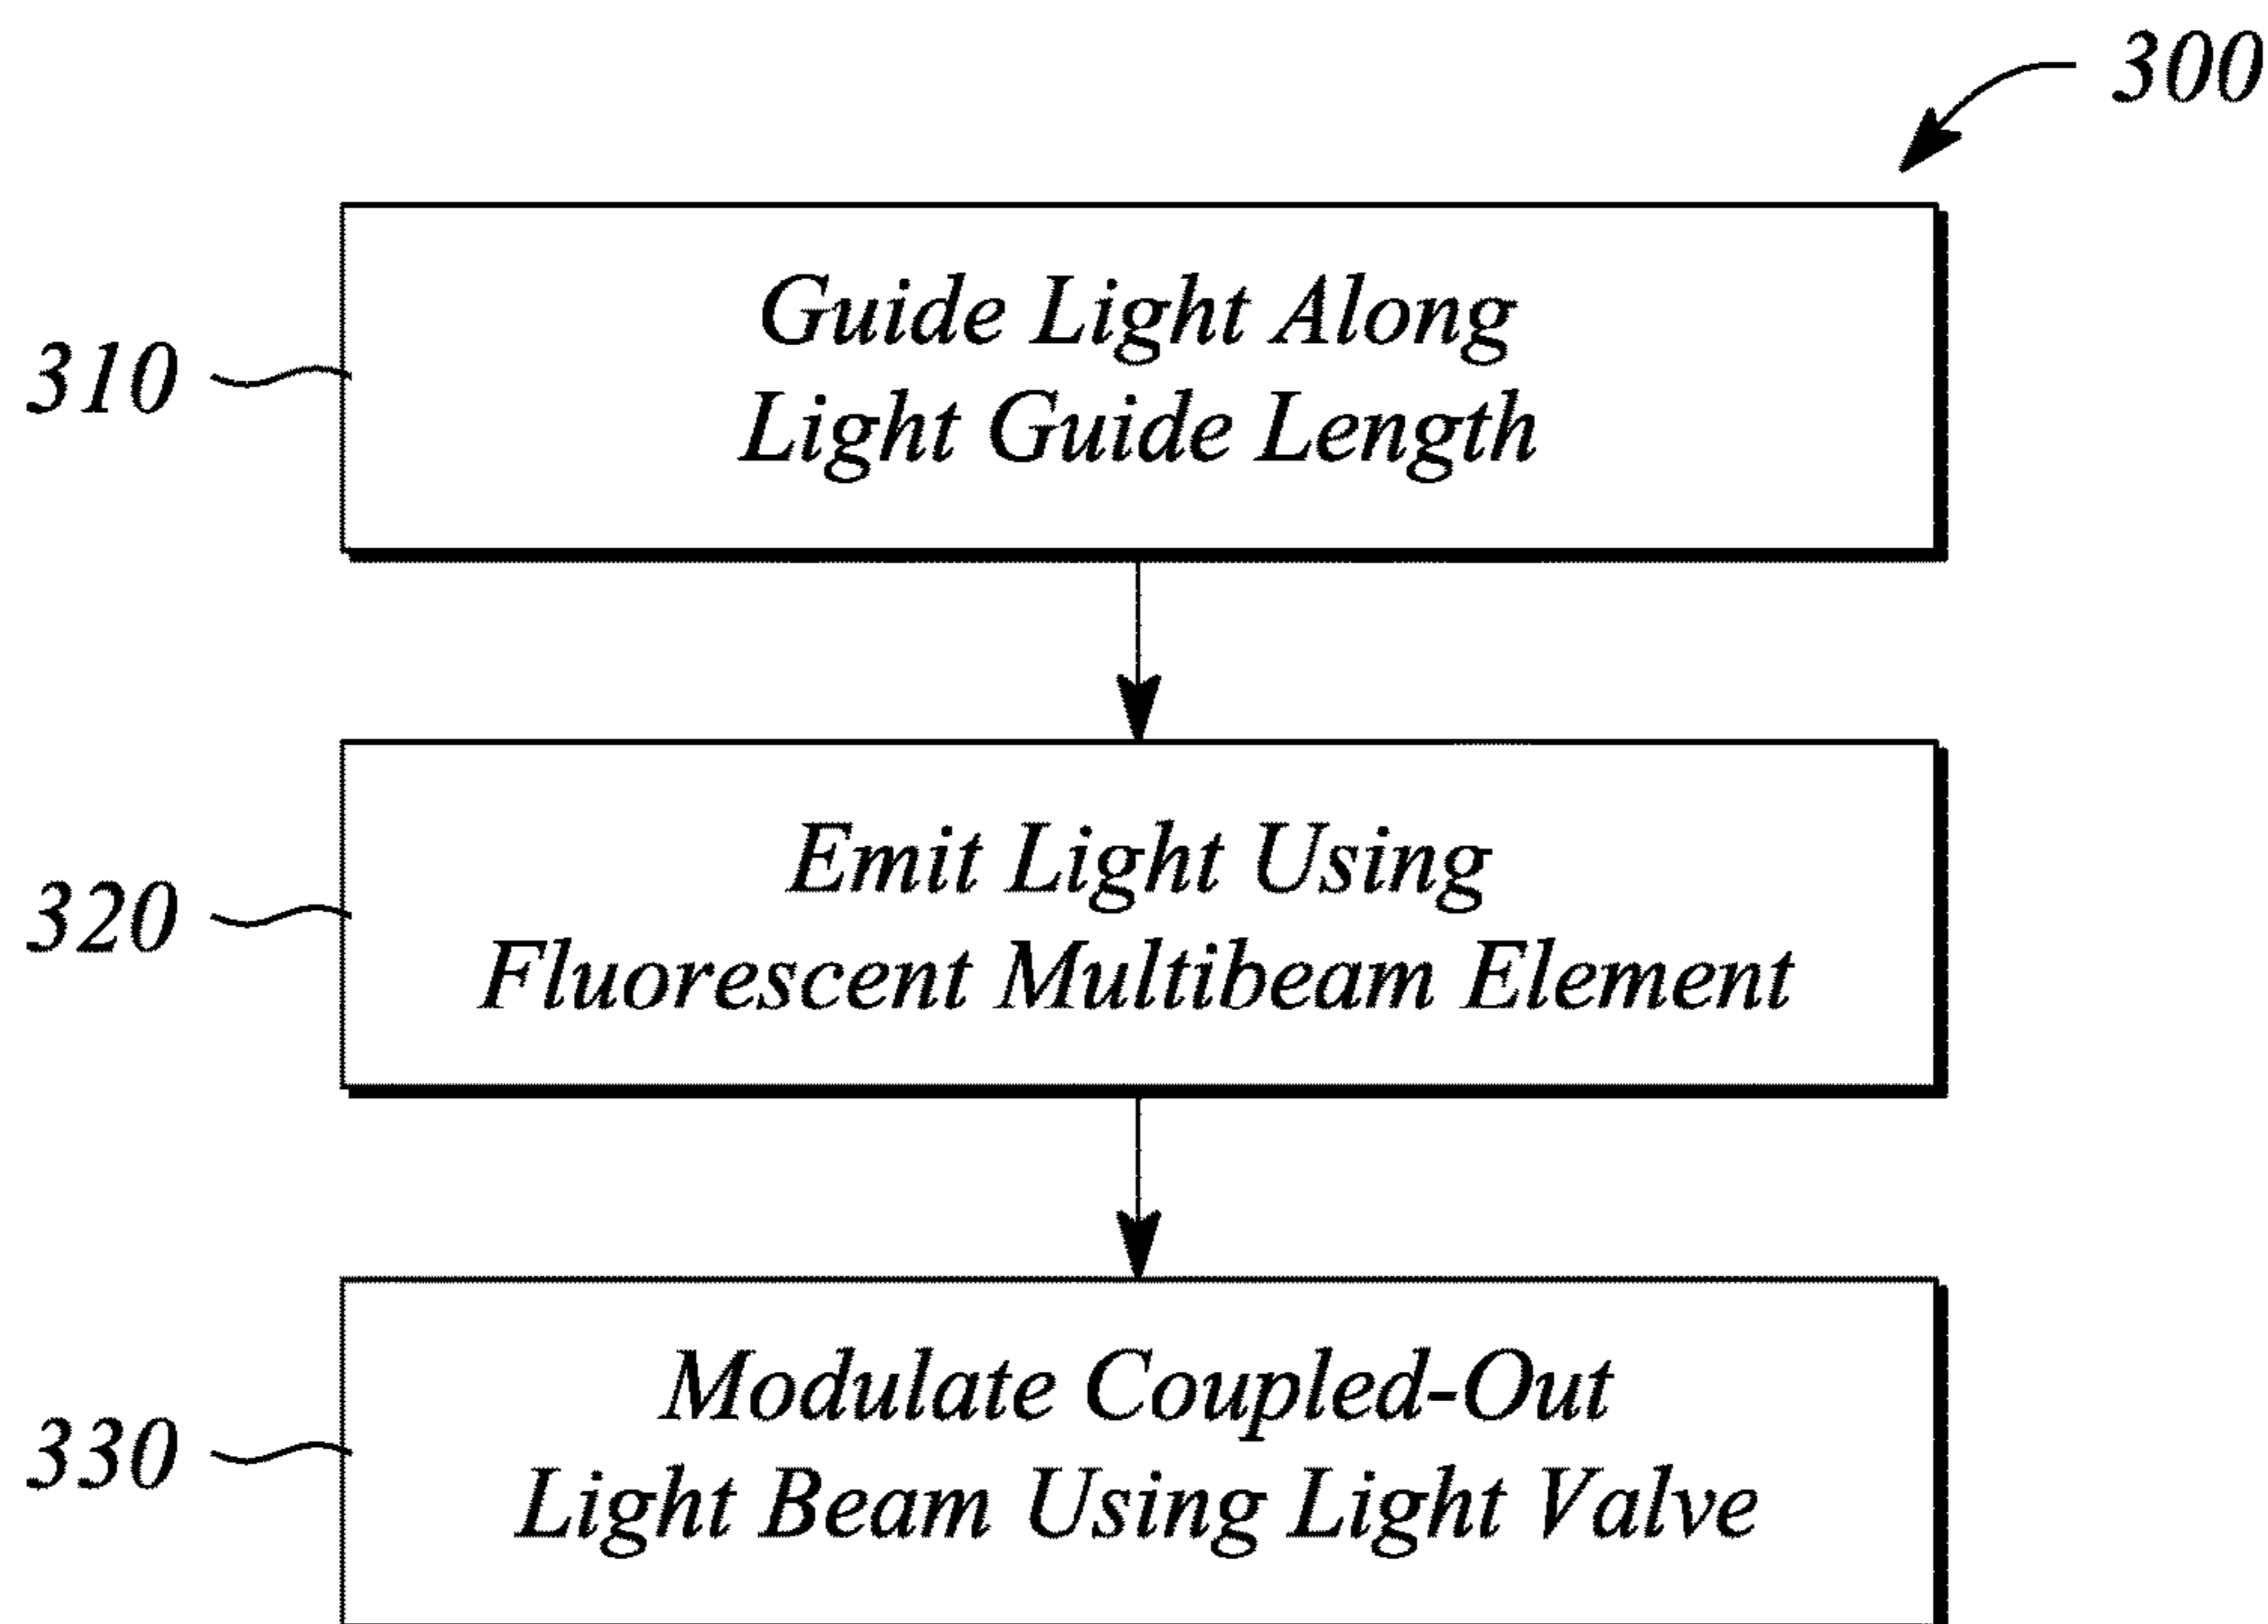 300
310
Guide Light Along
Light Guide Length
320
Emit Light Using
Fluorescent Multibeam Element
330
Modulate Coupled-Out
Light Beam Using Light Valve